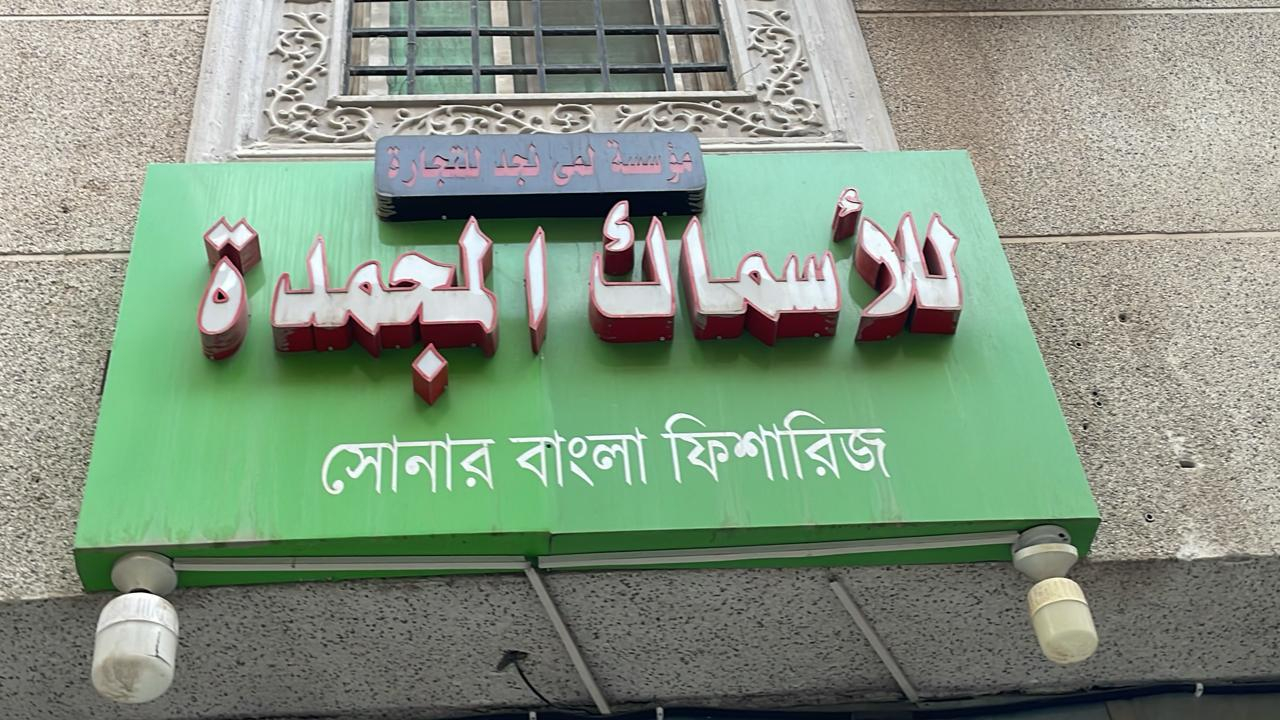 مؤسسة لمى نجد للتجارة
للأسماك المجمدة
সোনার বাংলা ফিশারিজ